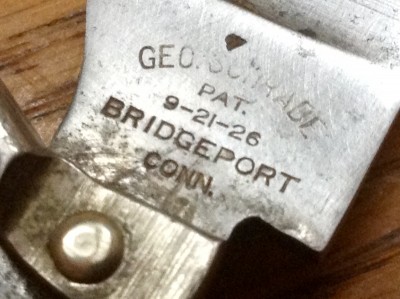 GEO. SCHRADE
PAT.
9-21-26
BRIDGEPORT
CONN.